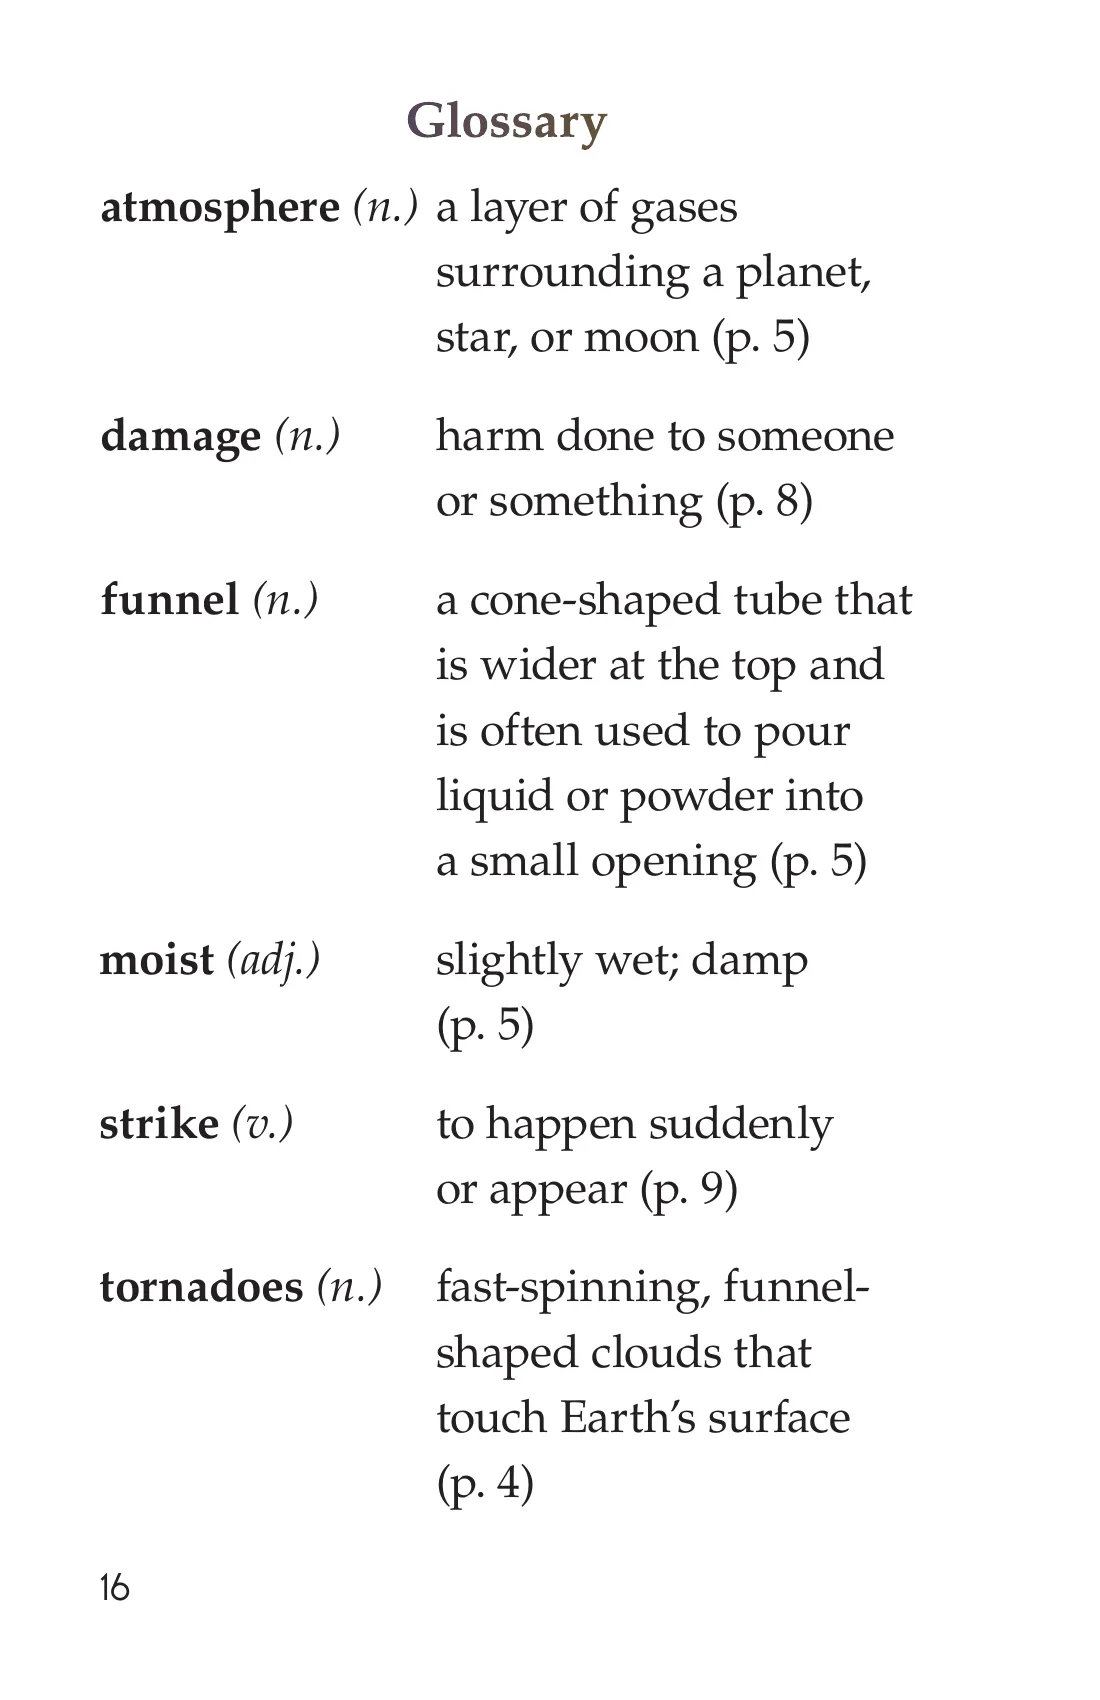 Glossary
atmosphere (n.) a layer of gases
surrounding a planet,
star, or moon (p. 5)
damage (n.) harm done to someone
or something (p. 8)
funnel (n.) a cone-shaped tube that
is wider at the top and
is often used to pour
liquid or powder into
a small opening (p. 5)
moist (adj.) slightly wet; damp
(p. 5)
strike (v.) to happen suddenly
or appear (p. 9)
tornadoes (n.) fast-spinning, funnel-
shaped clouds that
touch Earth’s surface
(p. 4)
16